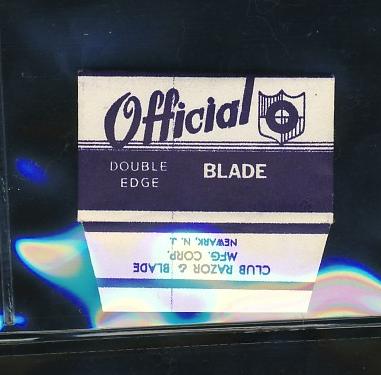 Official
DOUBLE
EDGE
BLADE
CLUB RAZOR & BLADE
MFG. CORP.
NEWARK, N. J.